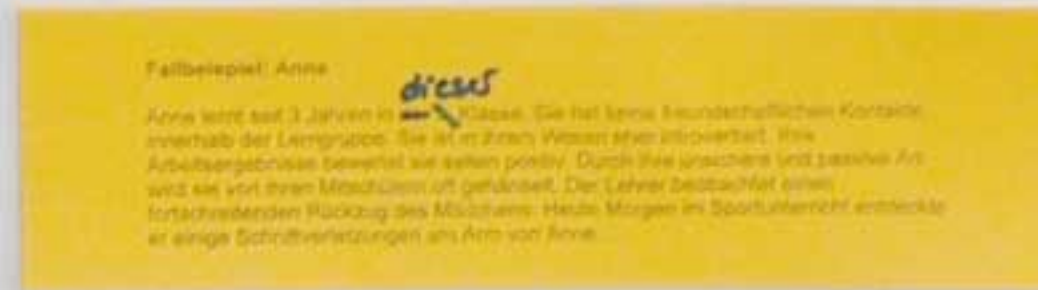 Fallbeispiel: Anna
dieser
Anna lernt seit 3 Jahren in Klasse. Sie hat keine freundschaftlichen Kontakte
innerhalb der Lerngruppe. Sie ist in ihrem Wesen eher introvertiert. Ihre
Arbeitsergebnisse bewertet sie selten positiv. Durch ihre unsichere und passive Art
wird sie von ihren Mitschülern oft gehänselt. Der Lehrer beobachtet einen
fortschreitenden Rückzug des Mädchens. Heute Morgen im Sportunterricht entdeckte
er einige Schnittverletzungen am Arm von Anna.